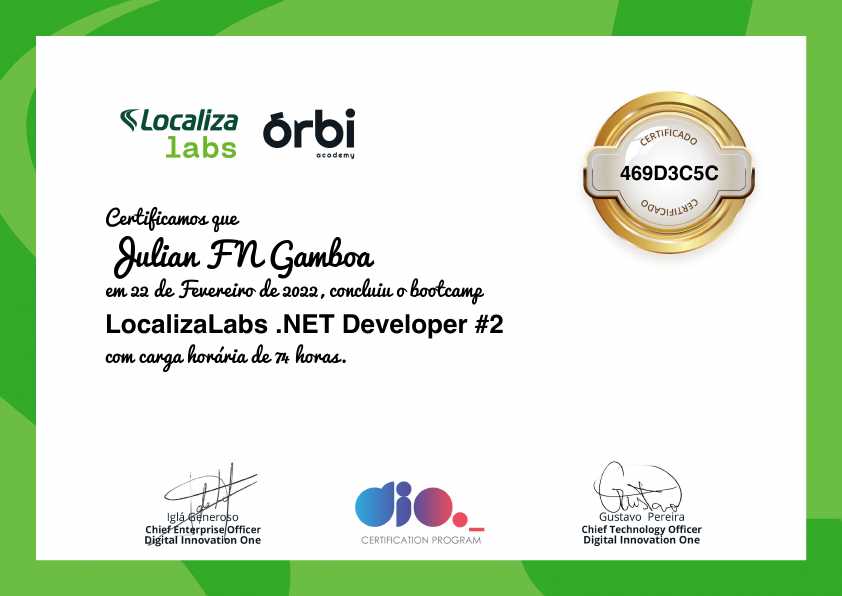 Localiza
labs
órbi
academy
CERTIFICADO
469D3C5C
CERTIFICADO
Certificamos que
Julian FN Gamboa
em 22 de Fevereiro de 2022, concluiu o bootcamp
LocalizaLabs .NET Developer #2
com carga horária de 74 horas.
Iglá Generoso
Chief Enterprise Officer
Digital Innovation One
dio._
CERTIFICATION PROGRAM
Gustavo
Gustavo Pereira
Chief Technology Officer
Digital Innovation One